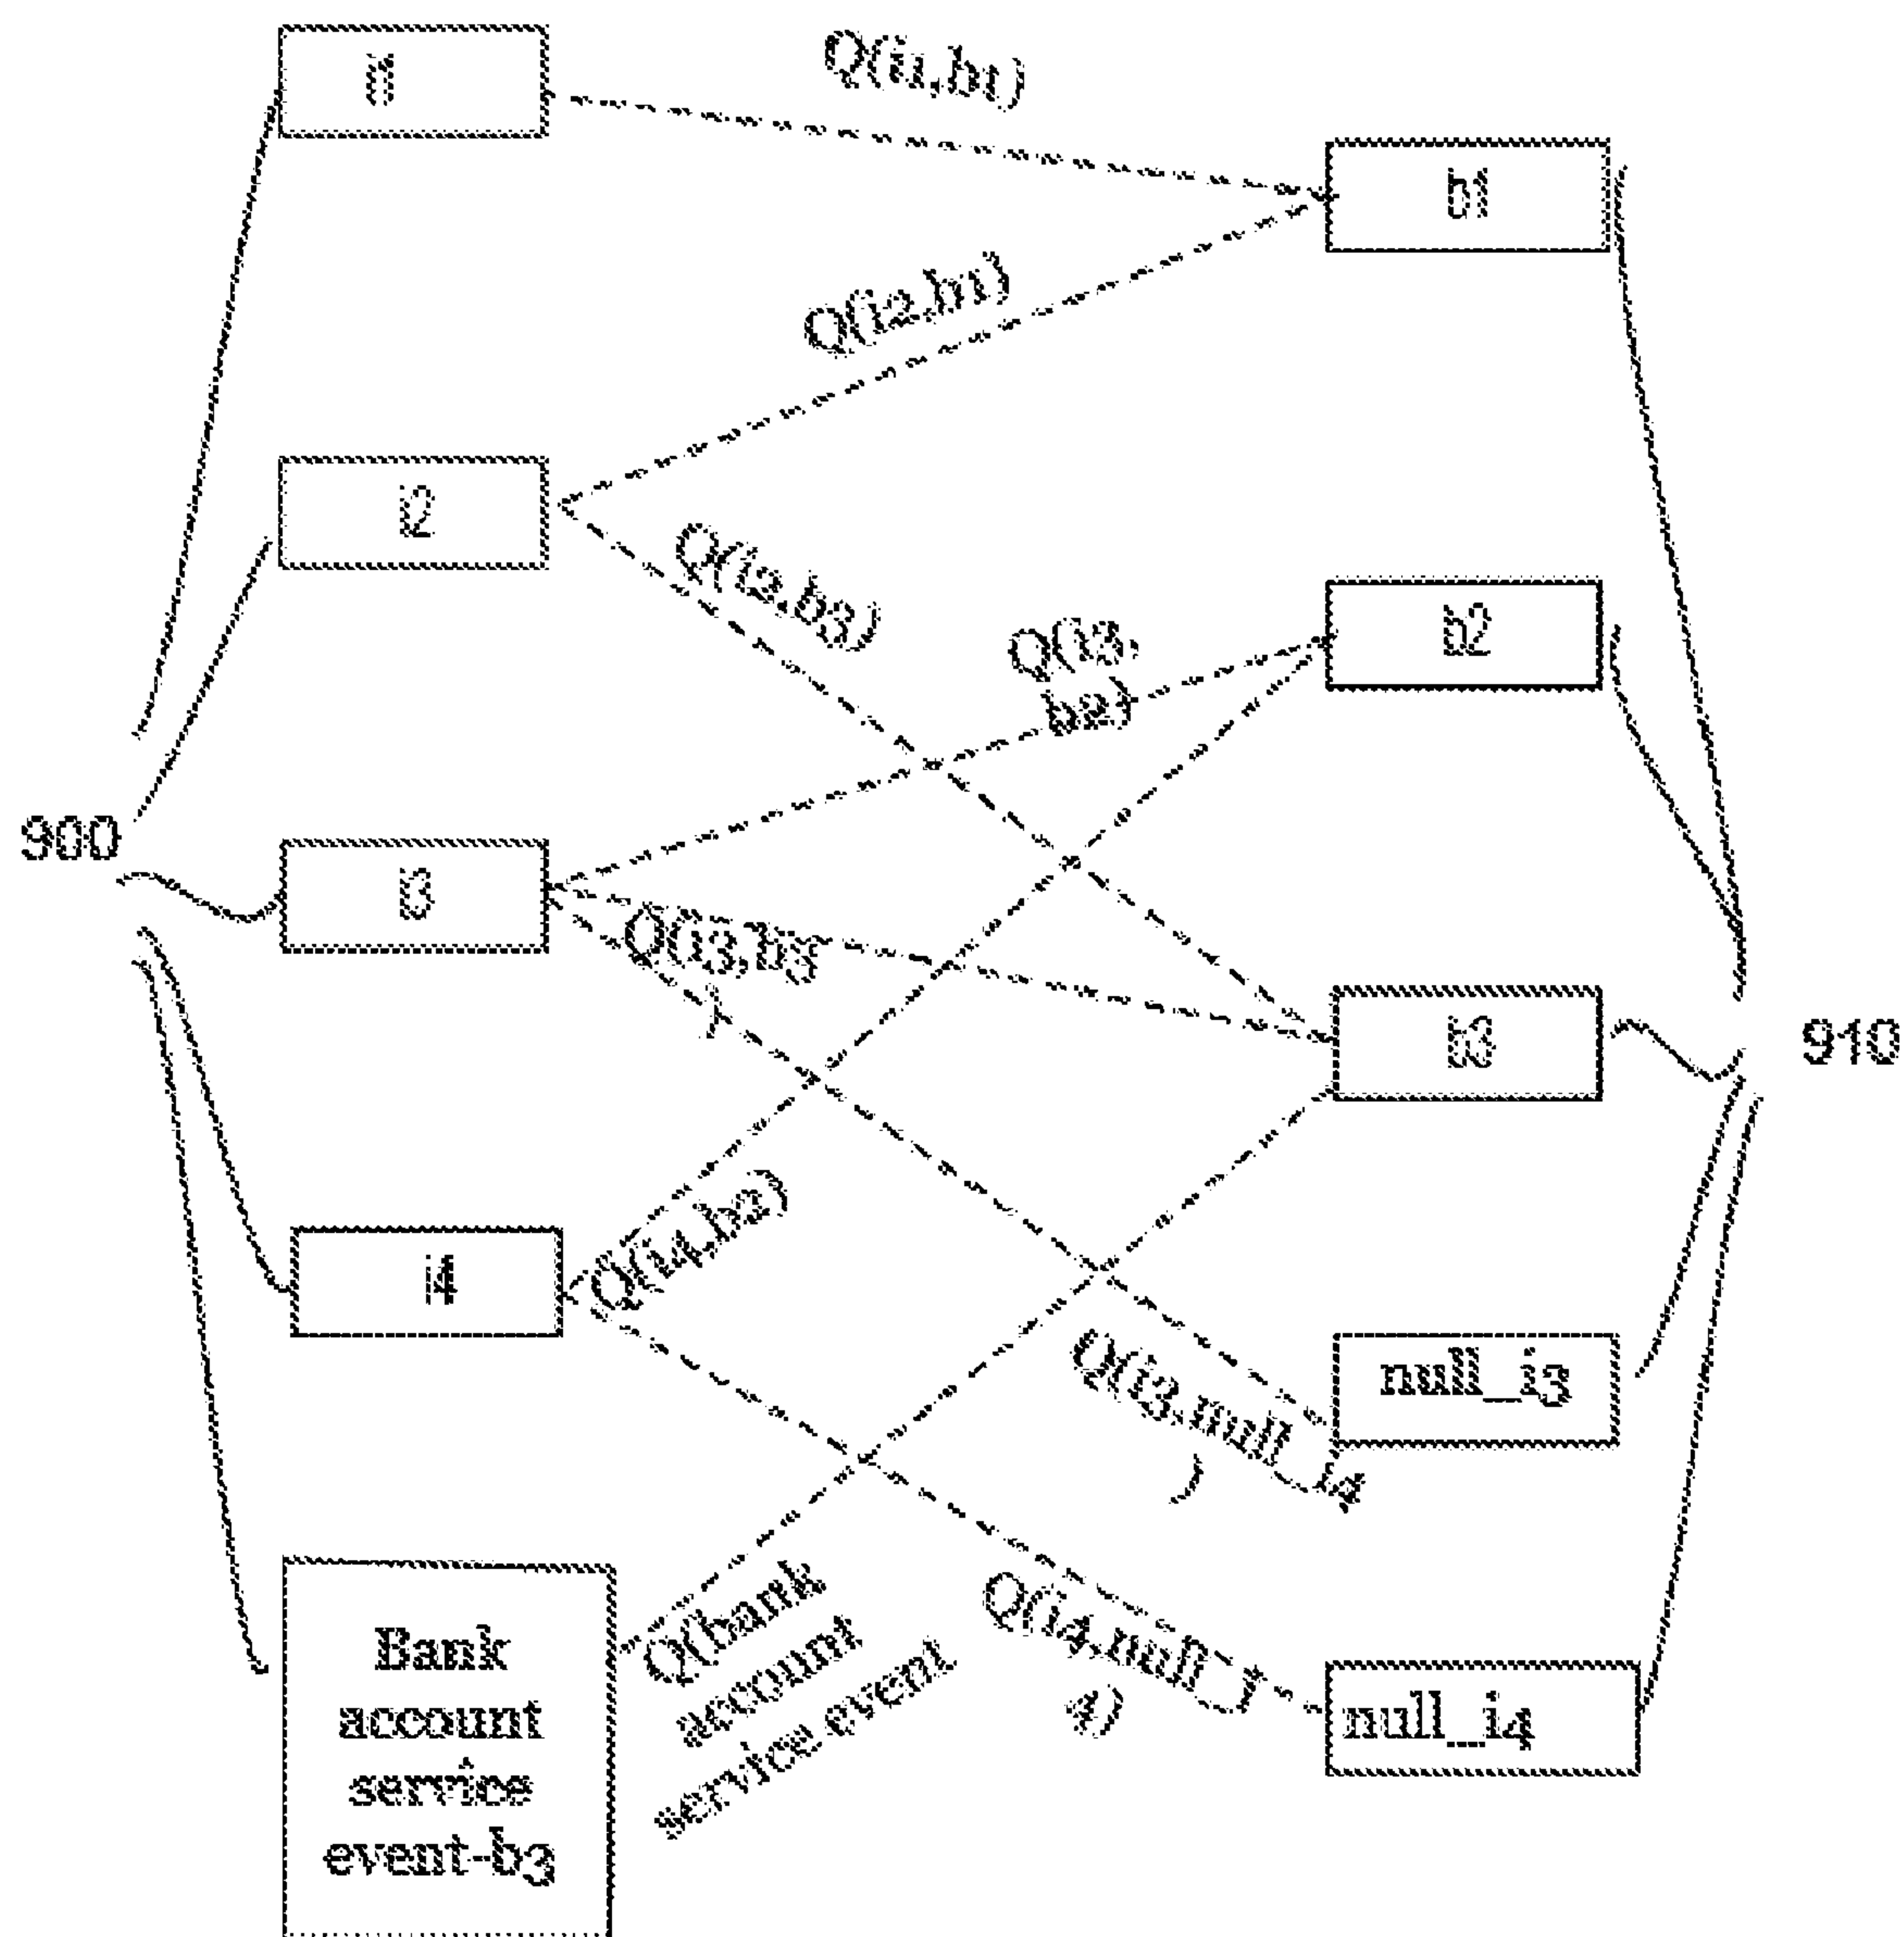 i1
Q(i1,b1)
b1
Q(i2,b1)
i2
Q(i2,b3)
b2
Q(i3,
b2)
900
i3
Q(i3,b3
)
b3
910
i4
Q(i4,b2)
null_i3
Q(i3,null_i4
)
Bank
account
service
event-b3
Q(bank
account
service event
Q(i4,null_i
4)
null_i4